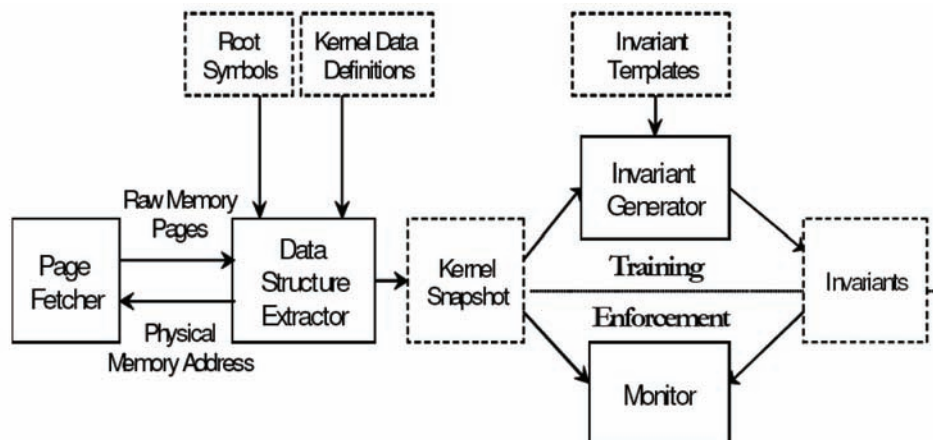 Root
Symbols
Kernel Data
Definitions
Invariant
Templates
Raw Memory
Pages
Page
Fetcher
Data
Structure
Extractor
Physical
Memory Address
Kernel
Snapshot
Invariant
Generator
Training
Enforcement
Invariants
Monitor